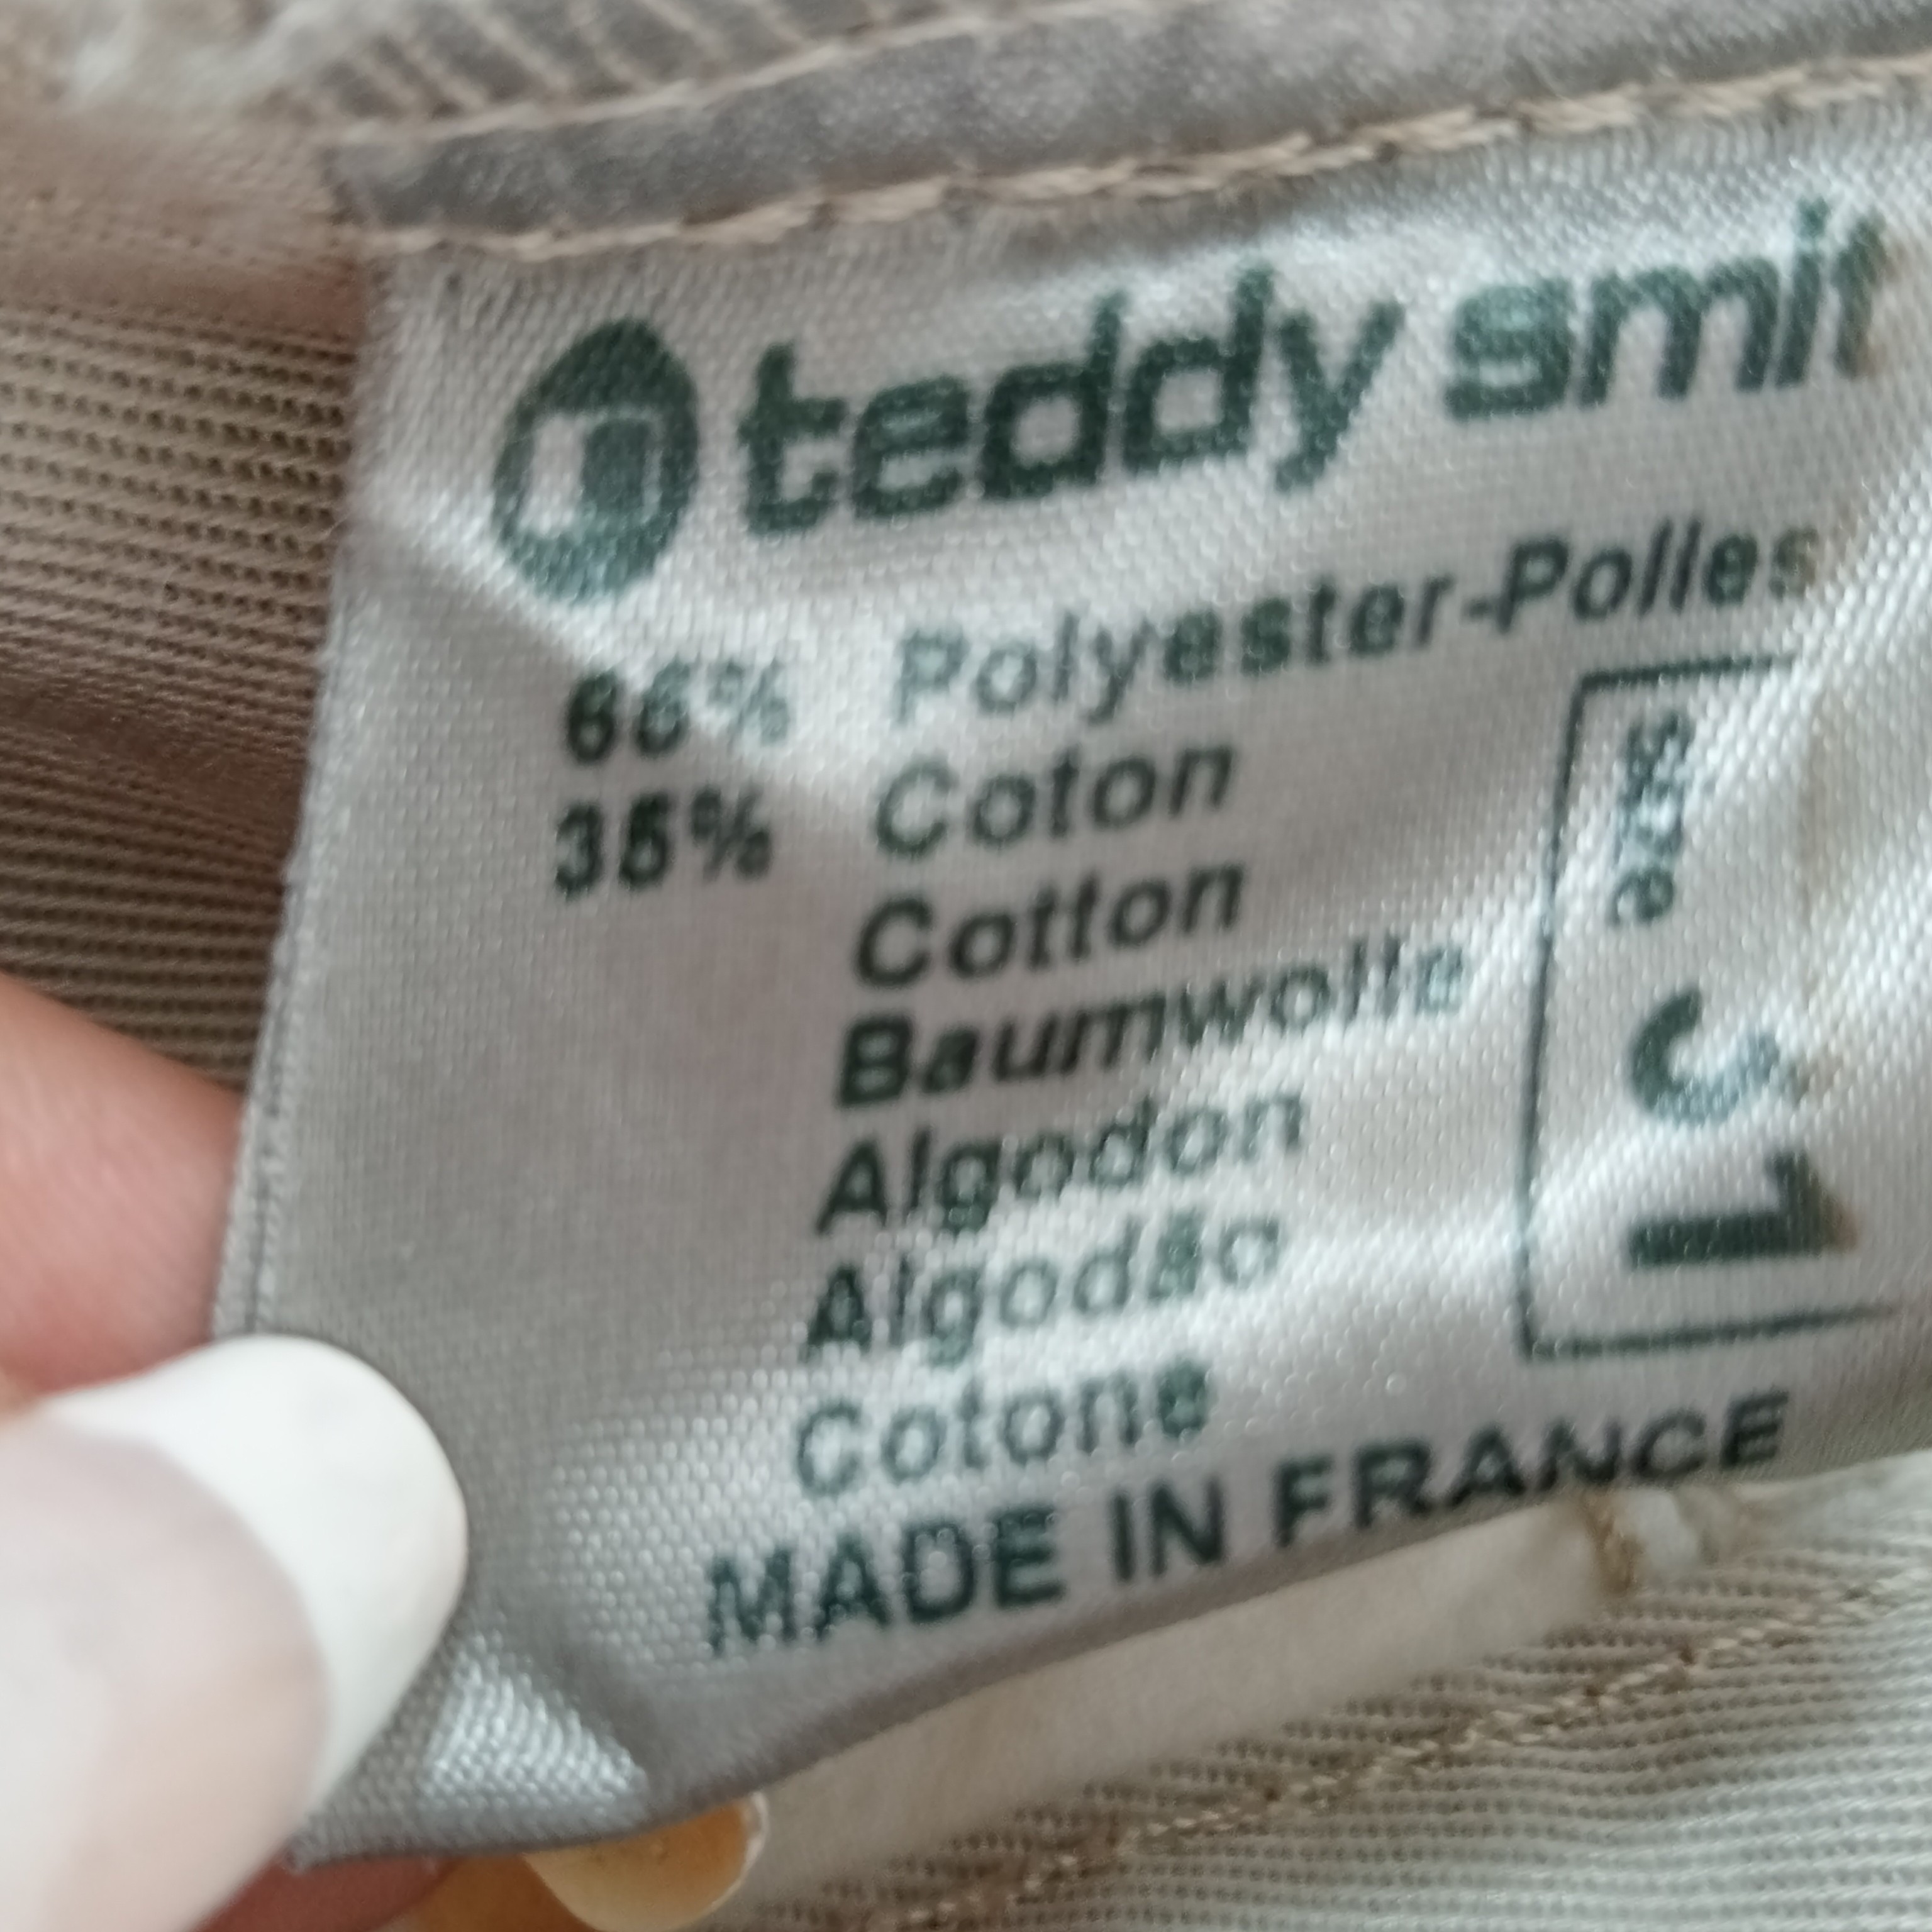 teddy smit
65% Polyester-Polies
35% Coton
Cotton
Baumwolle
Algodon
Algodão
Cotone
MADE IN FRANCE
size